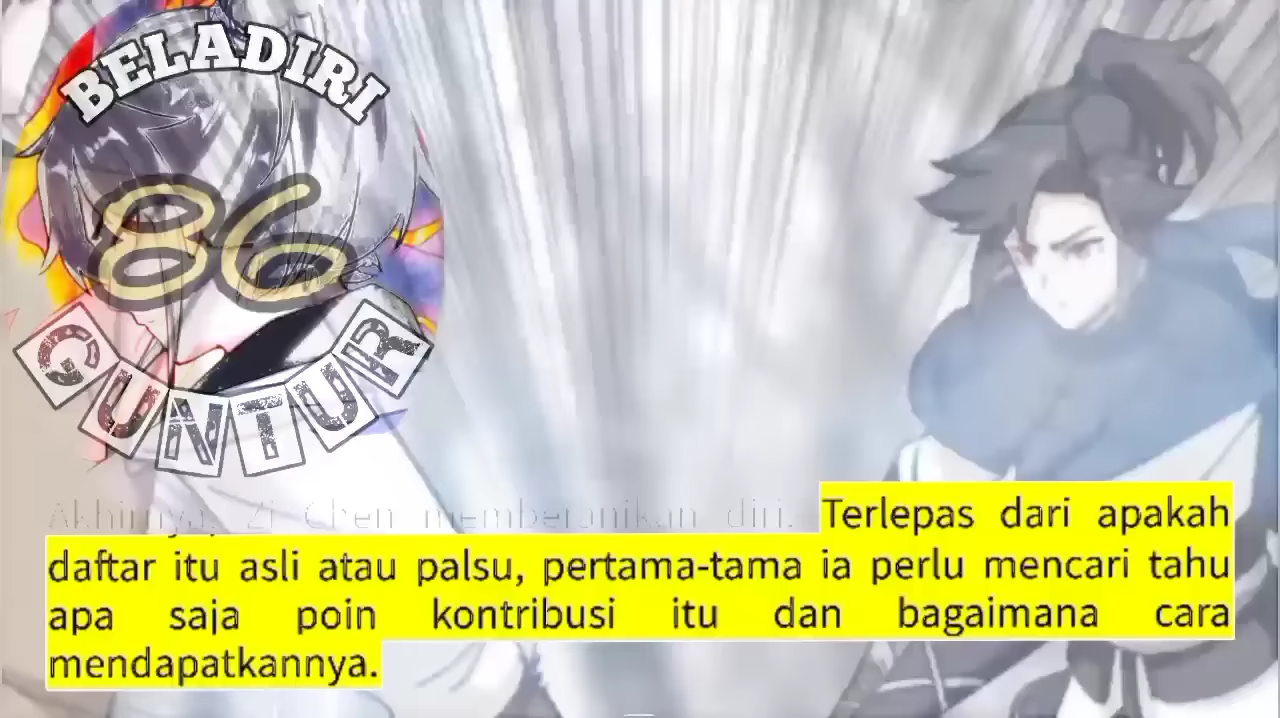 BELADIRI
86
GUNTUR
Akhirnya, Zi Chen memberanikan diri. Terlepas dari apakah
daftar itu asli atau palsu, pertama-tama ia perlu mencari tahu
apa saja poin kontribusi itu dan bagaimana cara
mendapatkannya.